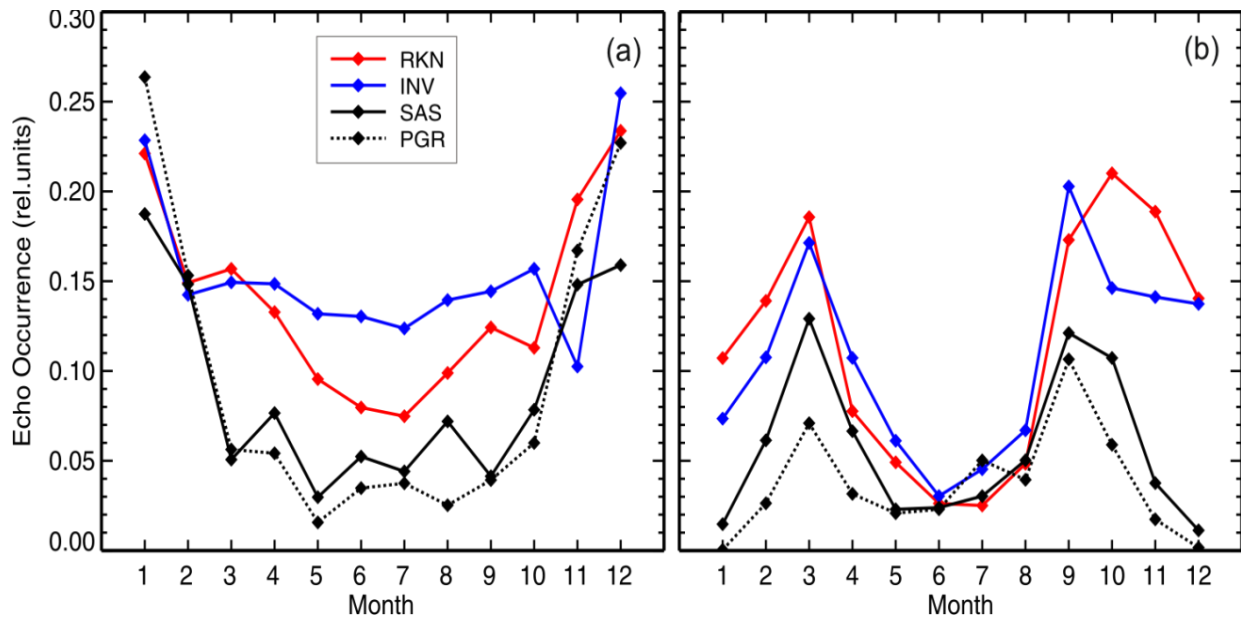 Echo Occurrence (rel.units)
0.30
0.25
0.20
0.15
0.10
0.05
0.00
(a)
RKN
INV
SAS
PGR
1 2 3 4 5 6 7 8 9 10 11 12
Month
(b)
1 2 3 4 5 6 7 8 9 10 11 12
Month